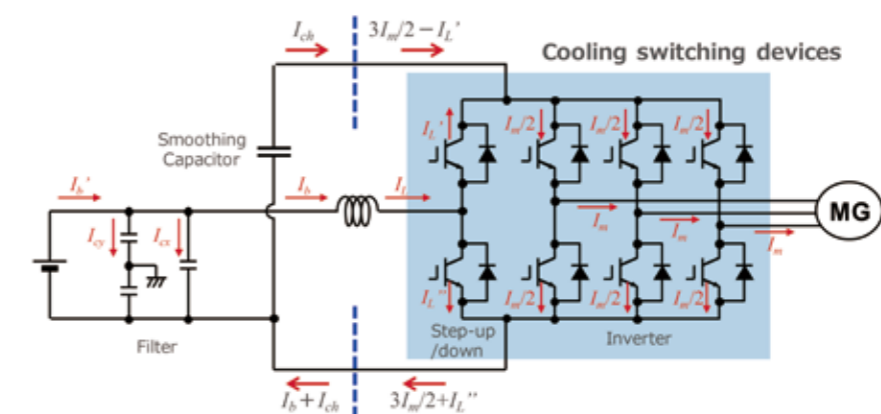 I_ch
3I_m/2−I_L'
Cooling switching devices
Smoothing
Capacitor
I_L'
I_m/2
I_m/2
I_m/2
I_b'
I_b
I_L
I_cy
I_cx
I_m
I_m
I_m
MG
I_L"
I_m/2
I_m/2
I_m/2
Filter
Step-up
/down
Inverter
I_b+I_ch
3I_m/2+I_L"